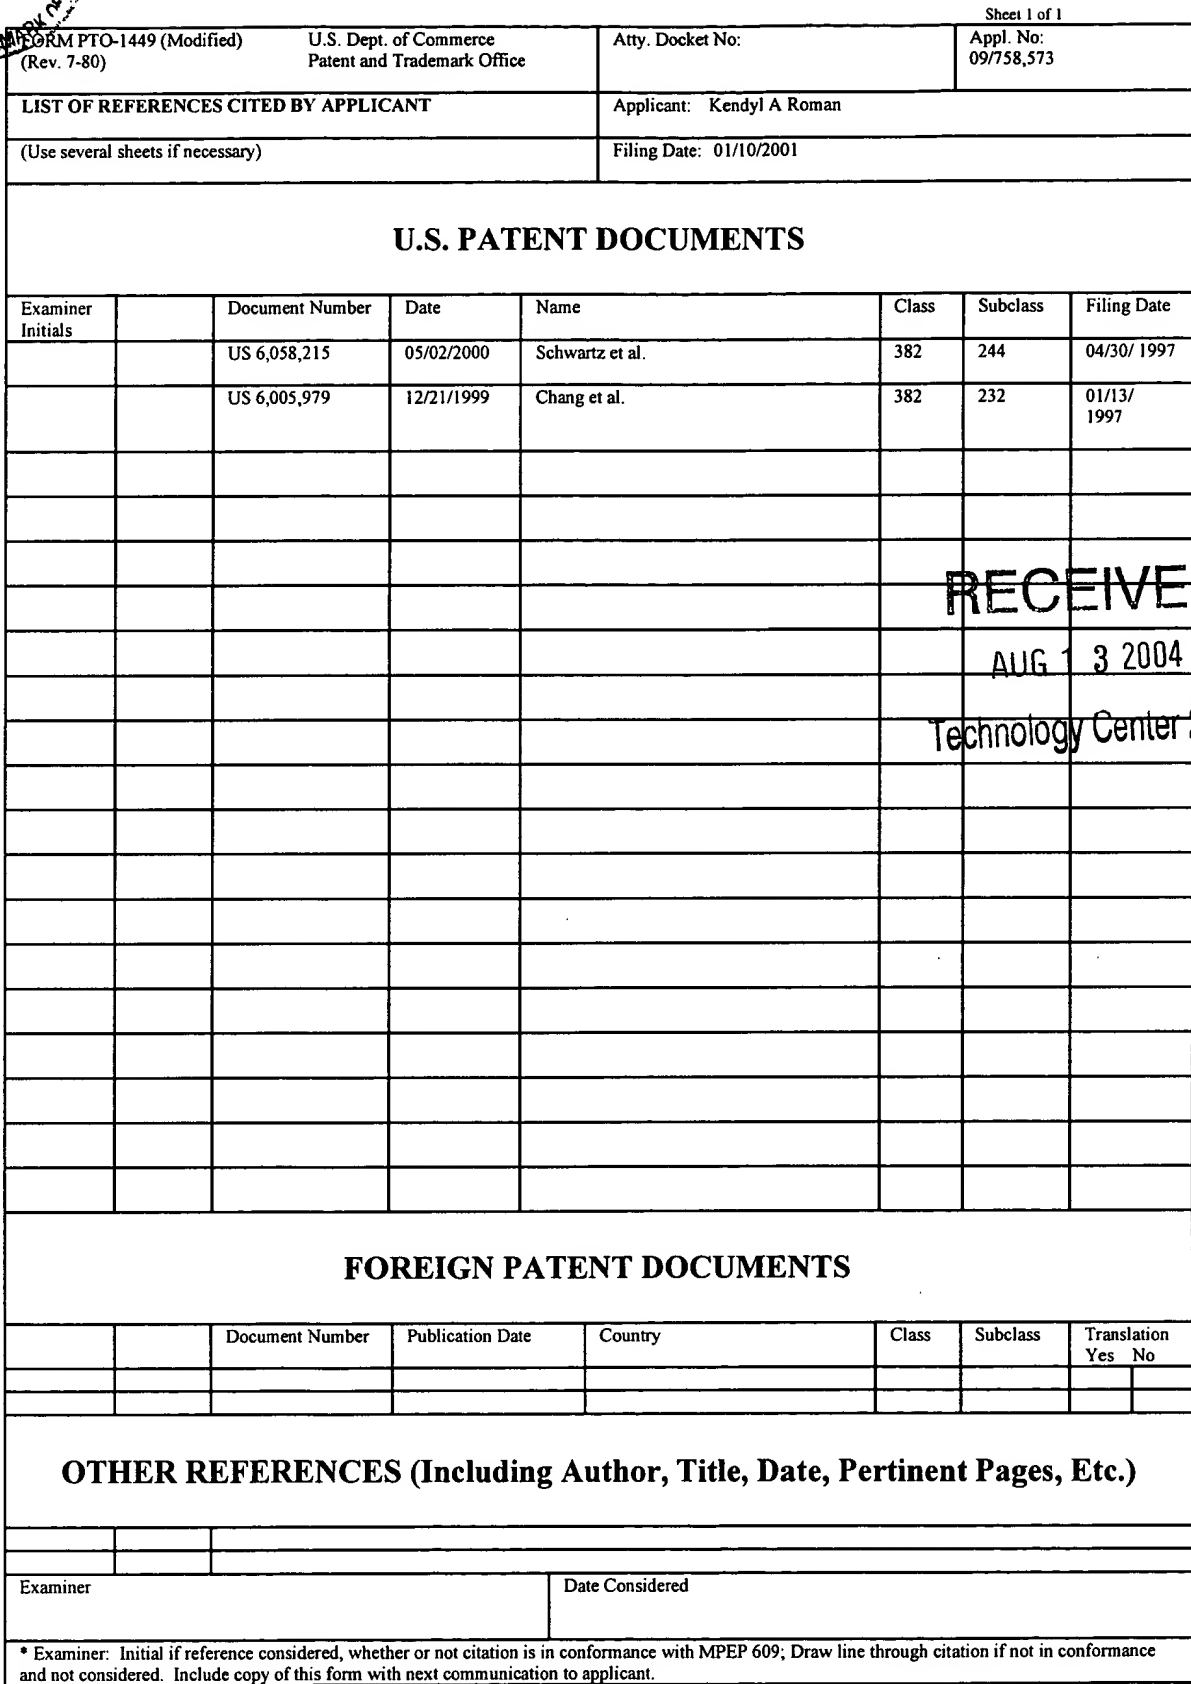 Sheet 1 of 1
FORM PTO-1449 (Modified) U.S. Dept. of Commerce Atty. Docket No: Appl. No:
(Rev. 7-80) Patent and Trademark Office 09/758,573
LIST OF REFERENCES CITED BY APPLICANT Applicant: Kendyl A Roman
(Use several sheets if necessary) Filing Date: 01/10/2001
U.S. PATENT DOCUMENTS
Examiner Document Number Date Name Class Subclass Filing Date
Initials
US 6,058,215 05/02/2000 Schwartz et al. 382 244 04/30/ 1997
US 6,005,979 12/21/1999 Chang et al. 382 232 01/13/
1997
RECEIVE
AUG 13 2004
Technology Center
FOREIGN PATENT DOCUMENTS
Document Number Publication Date Country Class Subclass Translation
Yes No
OTHER REFERENCES (Including Author, Title, Date, Pertinent Pages, Etc.)
Examiner Date Considered
* Examiner: Initial if reference considered, whether or not citation is in conformance with MPEP 609; Draw line through citation if not in conformance
and not considered. Include copy of this form with next communication to applicant.